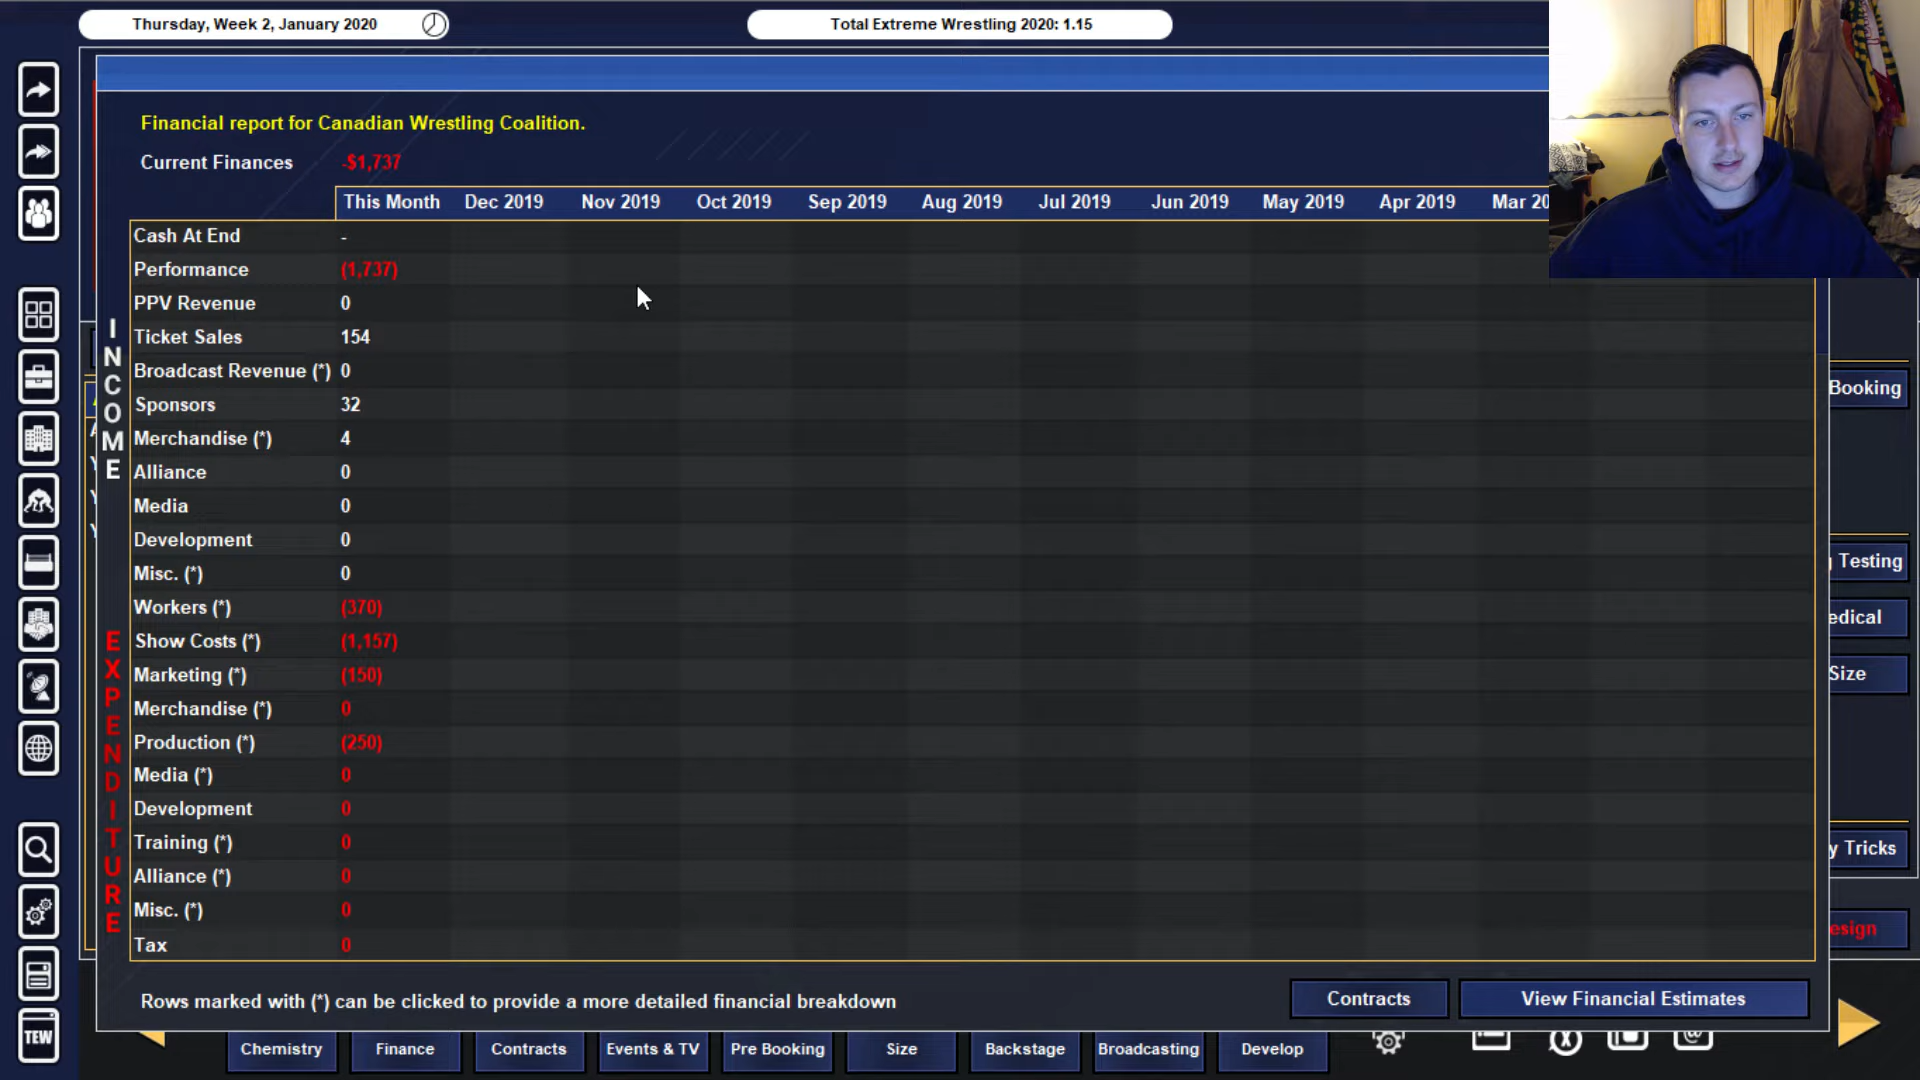 Thursday, Week 2, January 2020
Total Extreme Wrestling 2020: 1.15
Financial report for Canadian Wrestling Coalition.
Current Finances -$1,737
This Month Dec 2019 Nov 2019 Oct 2019 Sep 2019 Aug 2019 Jul 2019 Jun 2019 May 2019 Apr 2019 Mar 20
INCOME
Cash At End -
Performance (1,737)
PPV Revenue 0
Ticket Sales 154
Broadcast Revenue (*) 0
Sponsors 32
Merchandise (*) 4
Alliance 0
Media 0
Development 0
Misc. (*) 0
EXPENDITURE
Workers (*) (370)
Show Costs (*) (1,157)
Marketing (*) (150)
Merchandise (*) 0
Production (*) (250)
Media (*) 0
Development 0
Training (*) 0
Alliance (*) 0
Misc. (*) 0
Tax 0
Booking
Testing
edical
Size
y Tricks
esign
Rows marked with (*) can be clicked to provide a more detailed financial breakdown
Contracts
View Financial Estimates
TEW
Chemistry Finance Contracts Events & TV Pre Booking Size Backstage Broadcasting Develop